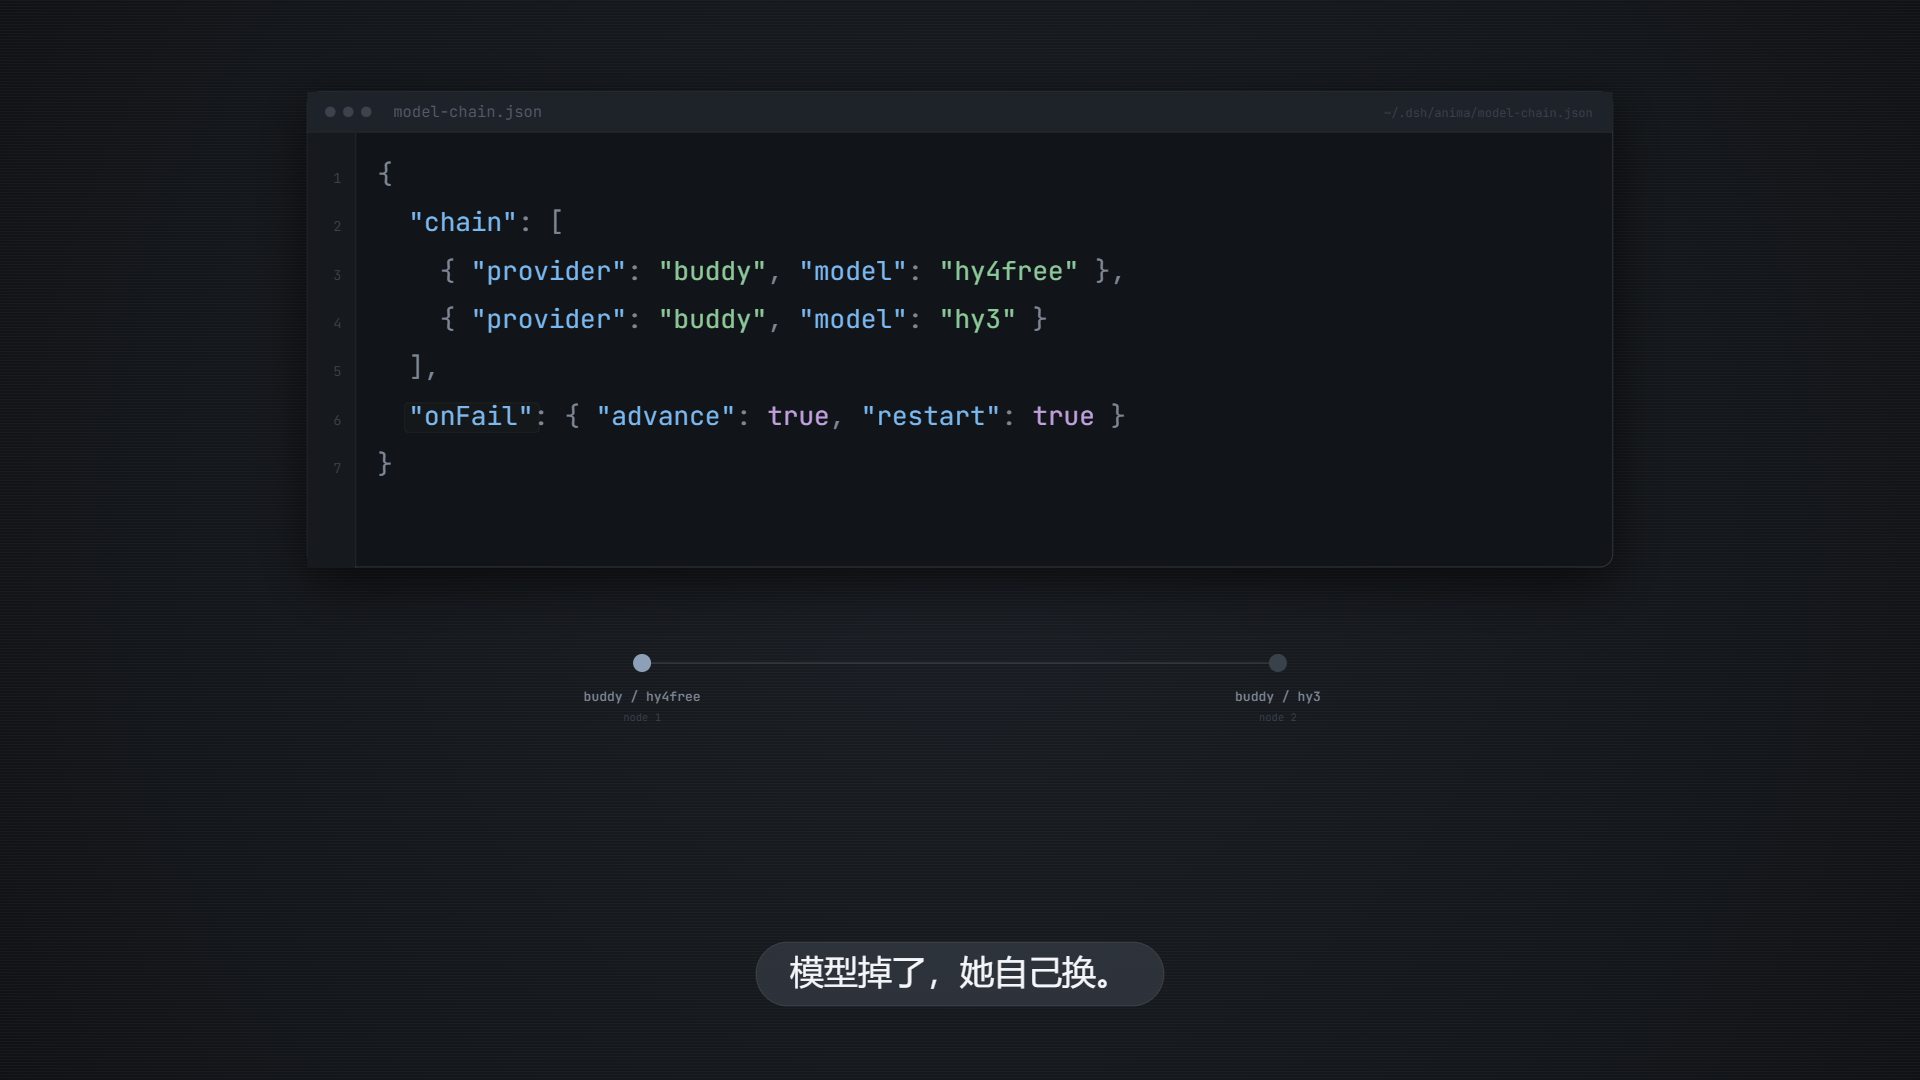 model-chain.json
~/.dsh/anima/model-chain.json
1 {
2 "chain": [
3 { "provider": "buddy", "model": "hy4free" },
4 { "provider": "buddy", "model": "hy3" }
5 ],
6 "onFail": { "advance": true, "restart": true }
7 }
buddy / hy4free
node 1
buddy / hy3
node 2
模型掉了，她自己换。